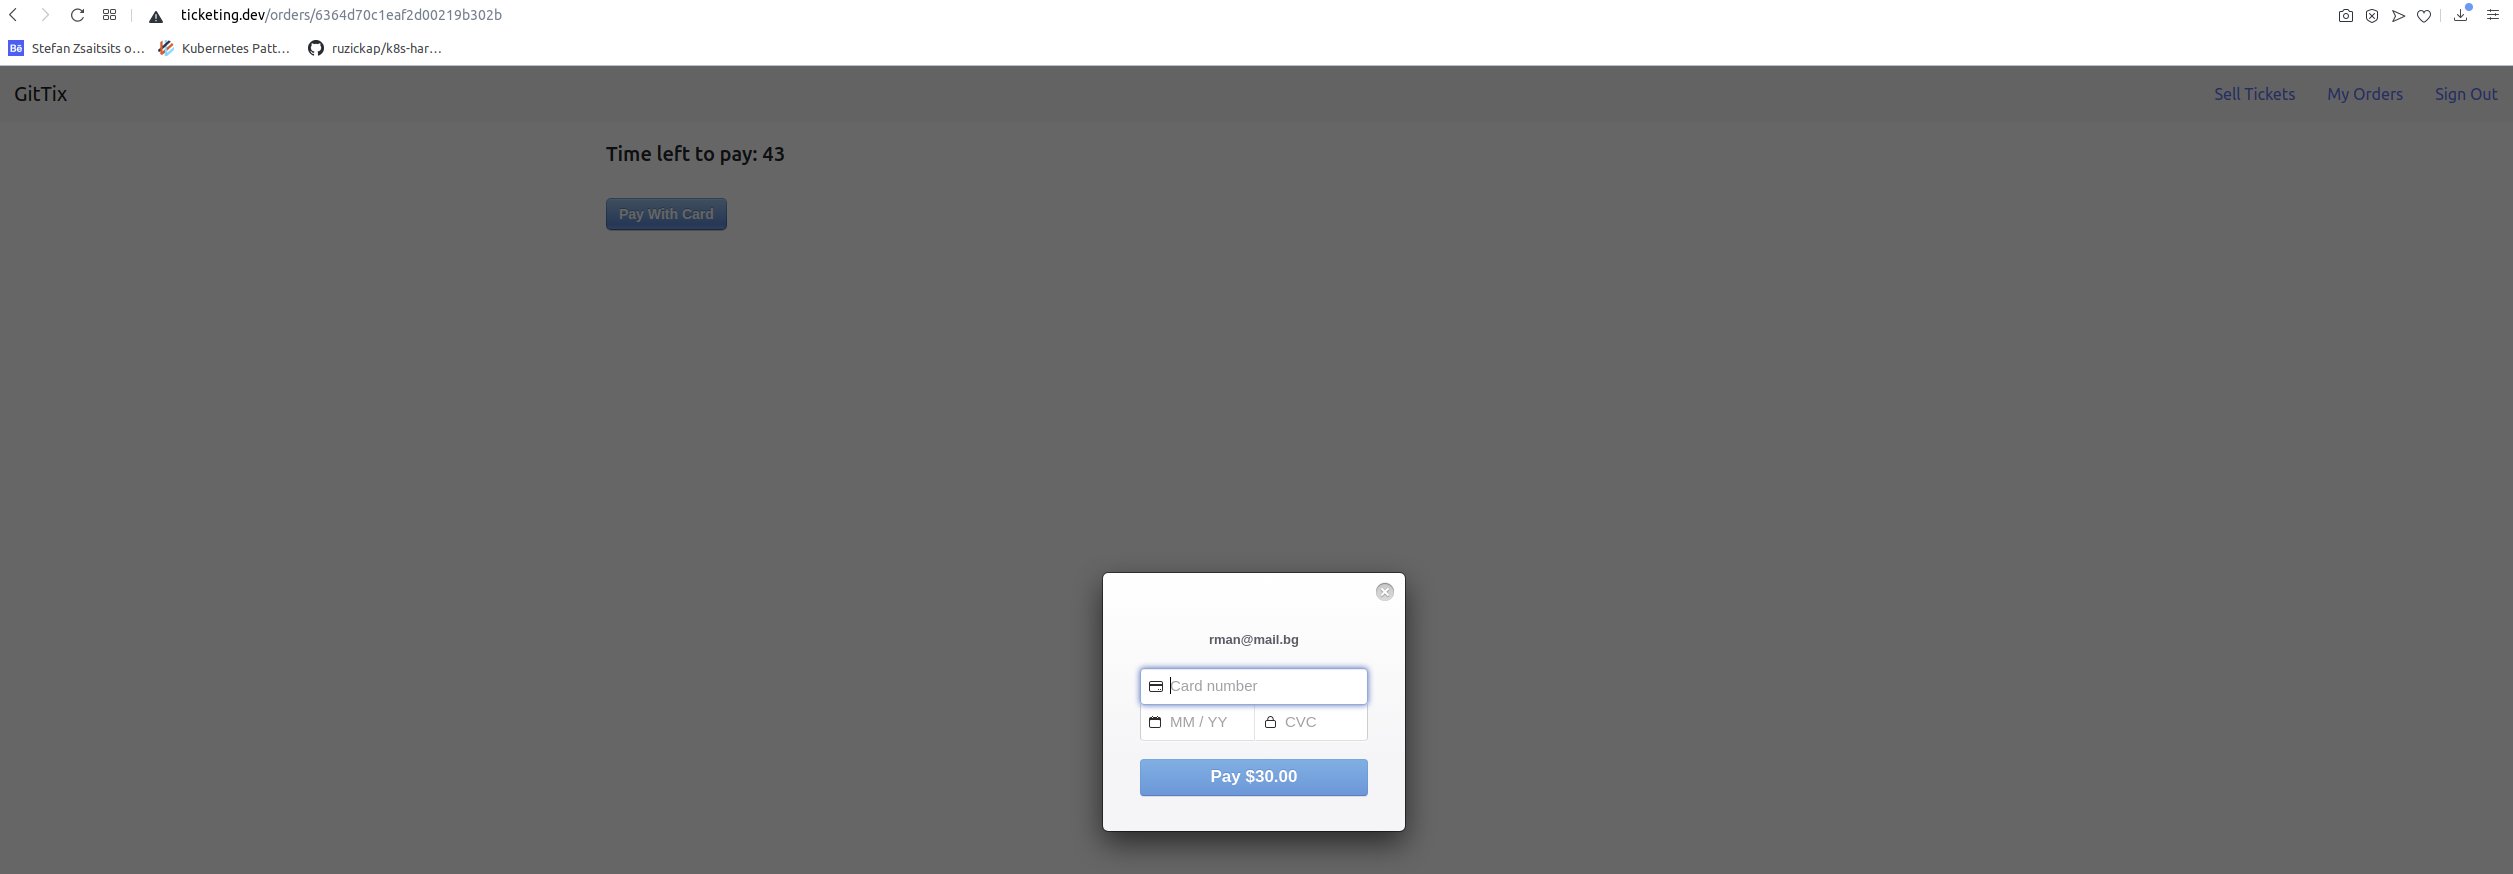 ticketing.dev/orders/6364d70c1eaf2d00219b302b
Bē Stefan Zsaitsits o... Kubernetes Patt... ruzickap/k8s-har...
GitTix Sell Tickets My Orders Sign Out
Time left to pay: 43
Pay With Card
rman@mail.bg
Card number
MM / YY CVC
Pay $30.00